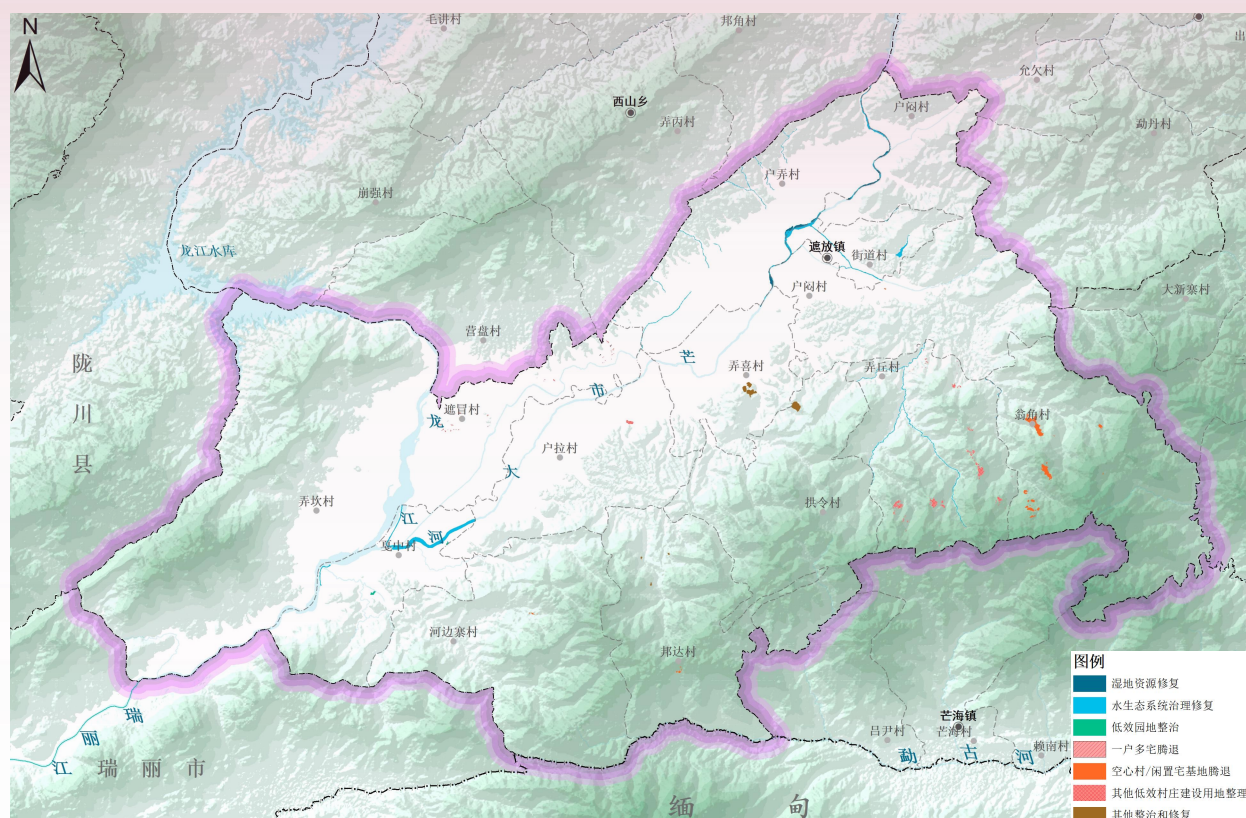 N
毛讲村
邦角村
出
允欠村
西山乡
户闷村
弄丙村
勐丹村
户弄村
崩强村
龙江水库
遮放镇
街道村
户闷村
大新寨村
营盘村
陇川县
芒市大河
弄喜村
弄丘村
遮冒村
龙江
翁角村
户拉村
弄坎村
拱令村
戛中村
河边寨村
邦达村
瑞丽江
瑞丽市
吕尹村
芒海镇
芒海村
赖南村
勐古河
缅甸
图例
湿地资源修复
水生态系统治理修复
低效园地整治
一户多宅腾退
空心村/闲置宅基地腾退
其他低效村庄建设用地整理
其他整治和修复